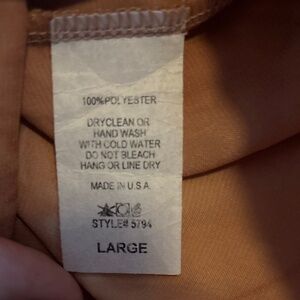 100% POLYESTER
DRYCLEAN OR
HAND WASH
WITH COLD WATER
DO NOT BLEACH
HANG OR LINE DRY
MADE IN U.S.A.
STYLE# 5794
LARGE